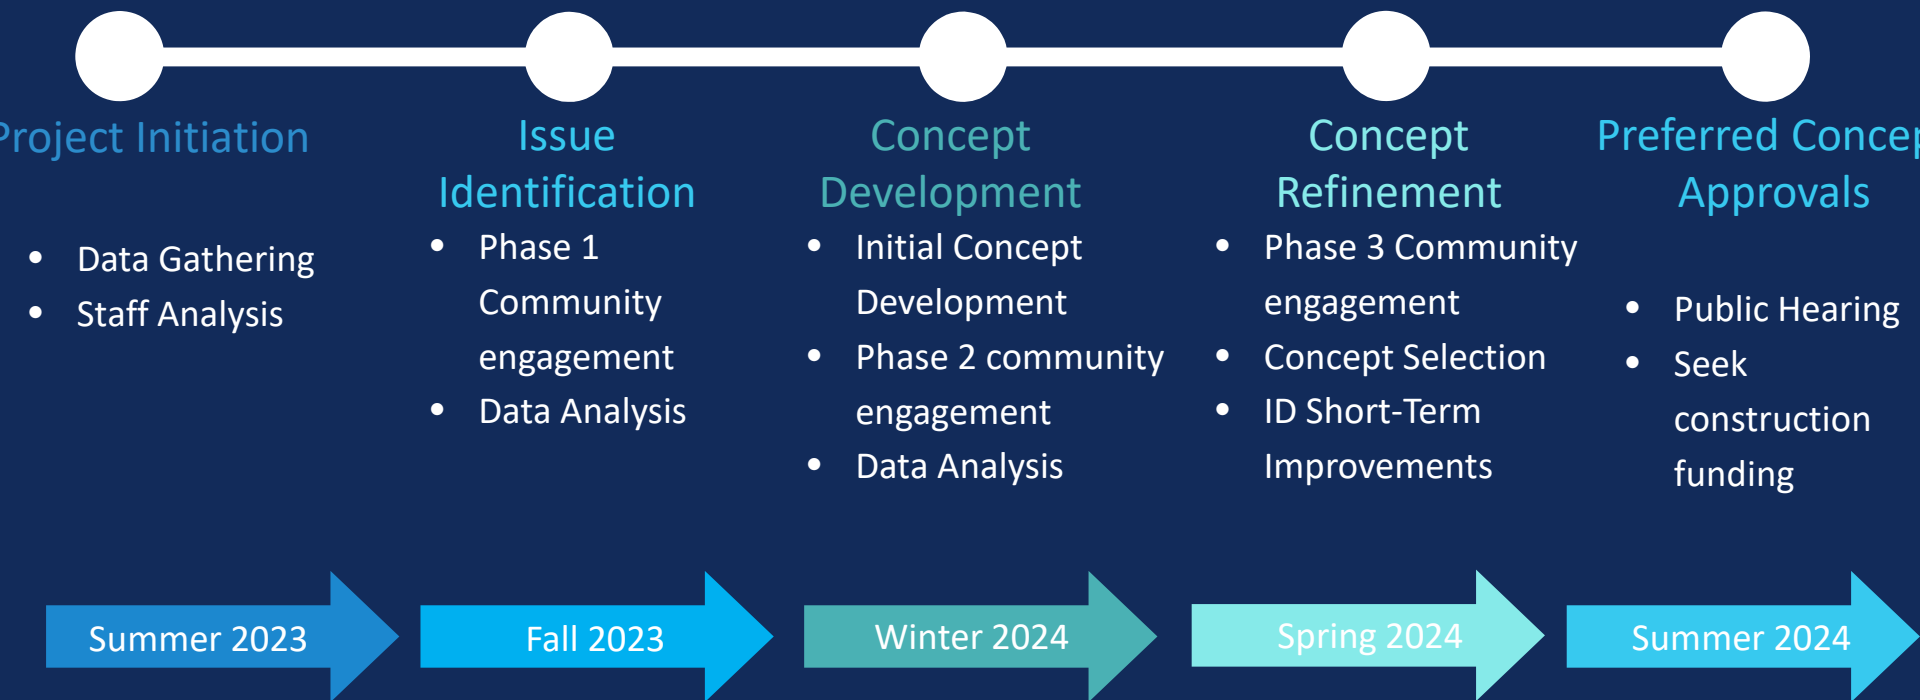 Project Initiation
• Data Gathering
• Staff Analysis
Summer 2023
Issue
Identification
• Phase 1
Community
engagement
• Data Analysis
Fall 2023
Concept
Development
• Initial Concept
Development
• Phase 2 community
engagement
• Data Analysis
Winter 2024
Concept
Refinement
• Phase 3 Community
engagement
• Concept Selection
• ID Short-Term
Improvements
Spring 2024
Preferred Concep
Approvals
• Public Hearing
• Seek
construction
funding
Summer 2024